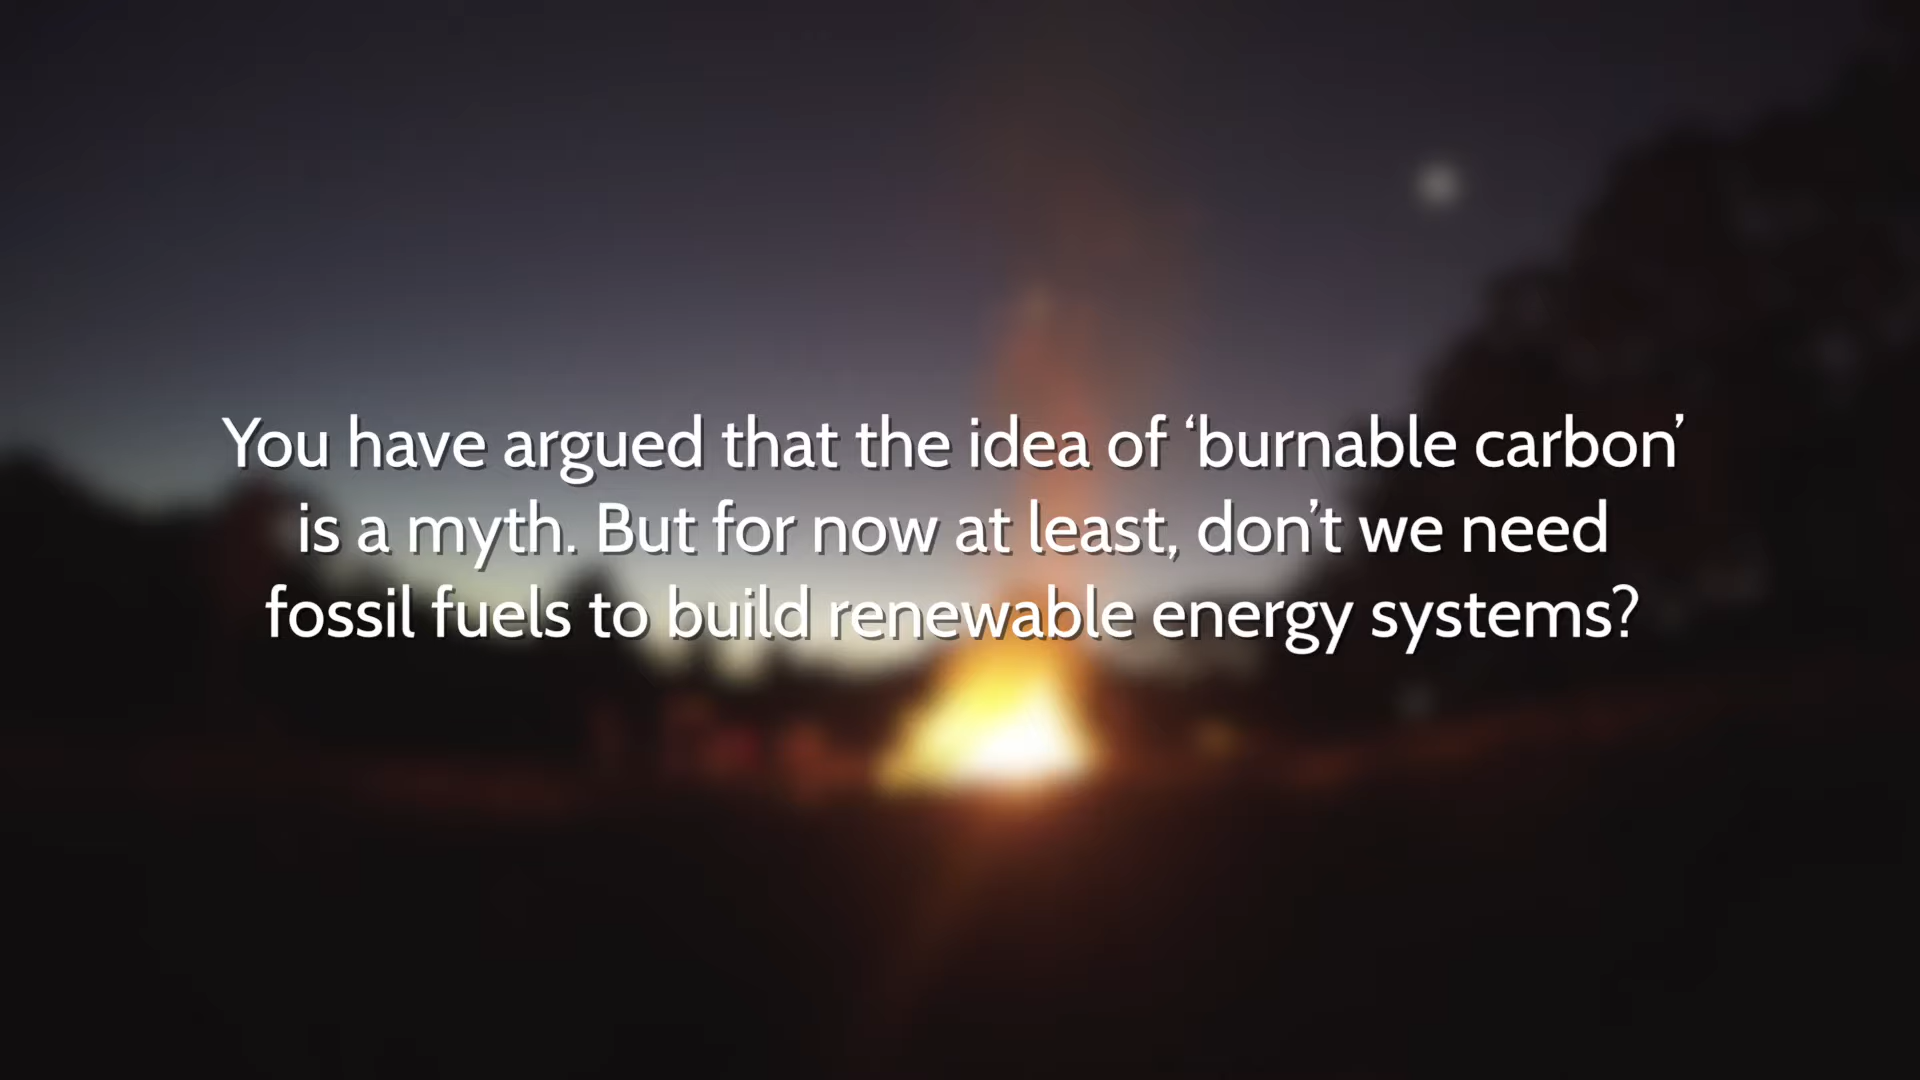 You have argued that the idea of ‘burnable carbon’
is a myth. But for now at least, don’t we need
fossil fuels to build renewable energy systems?